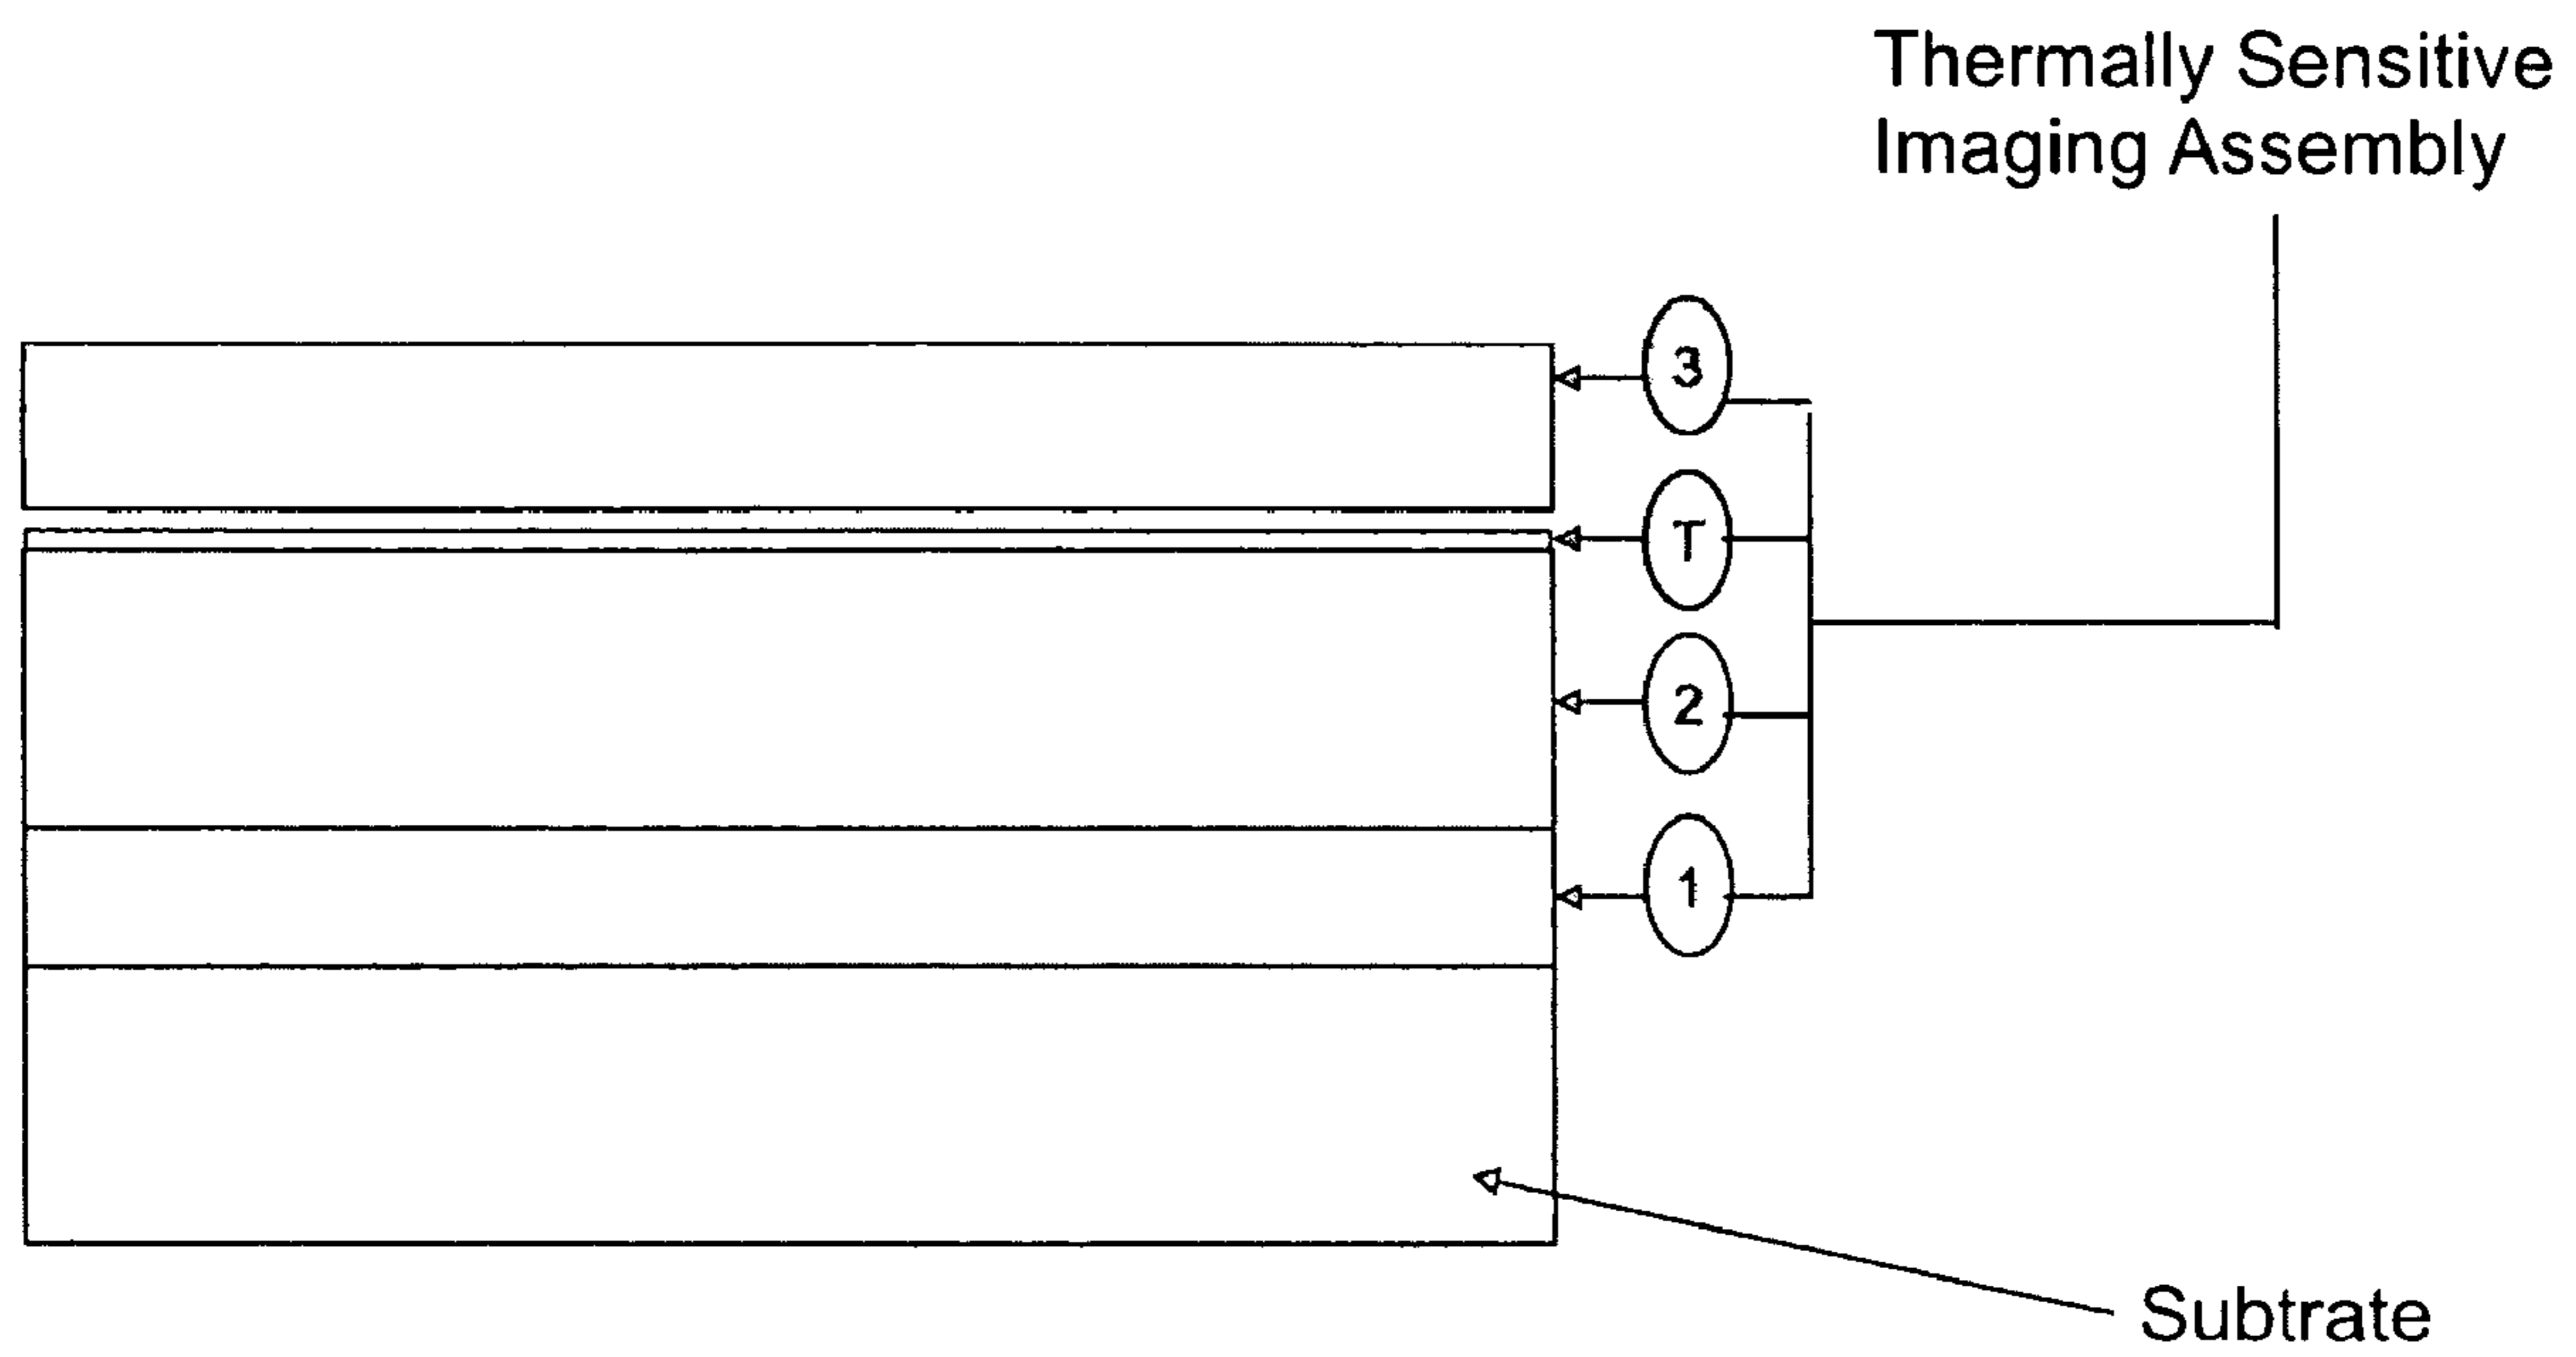 Thermally Sensitive
Imaging Assembly
3
T
2
1
Subtrate